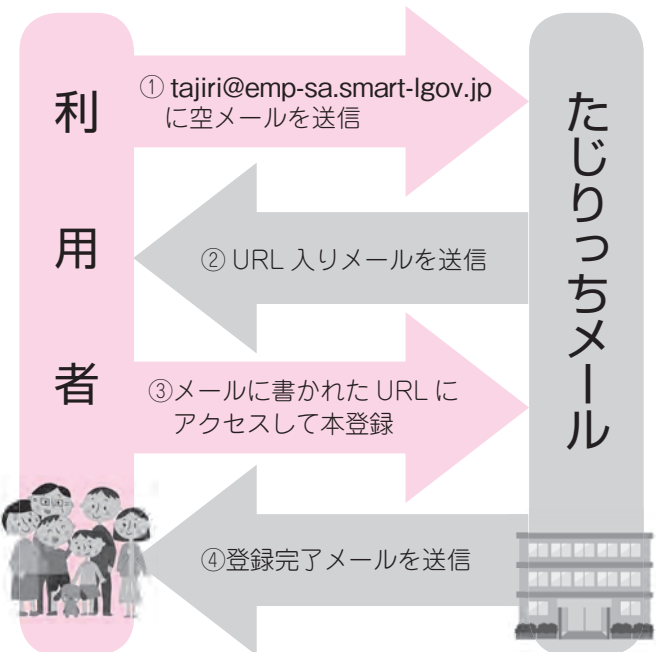 利用者
① tajiri@emp-sa.smart-lgov.jp
に空メールを送信
② URL 入りメールを送信
③メールに書かれた URL に
アクセスして本登録
④登録完了メールを送信
たじりっちメール